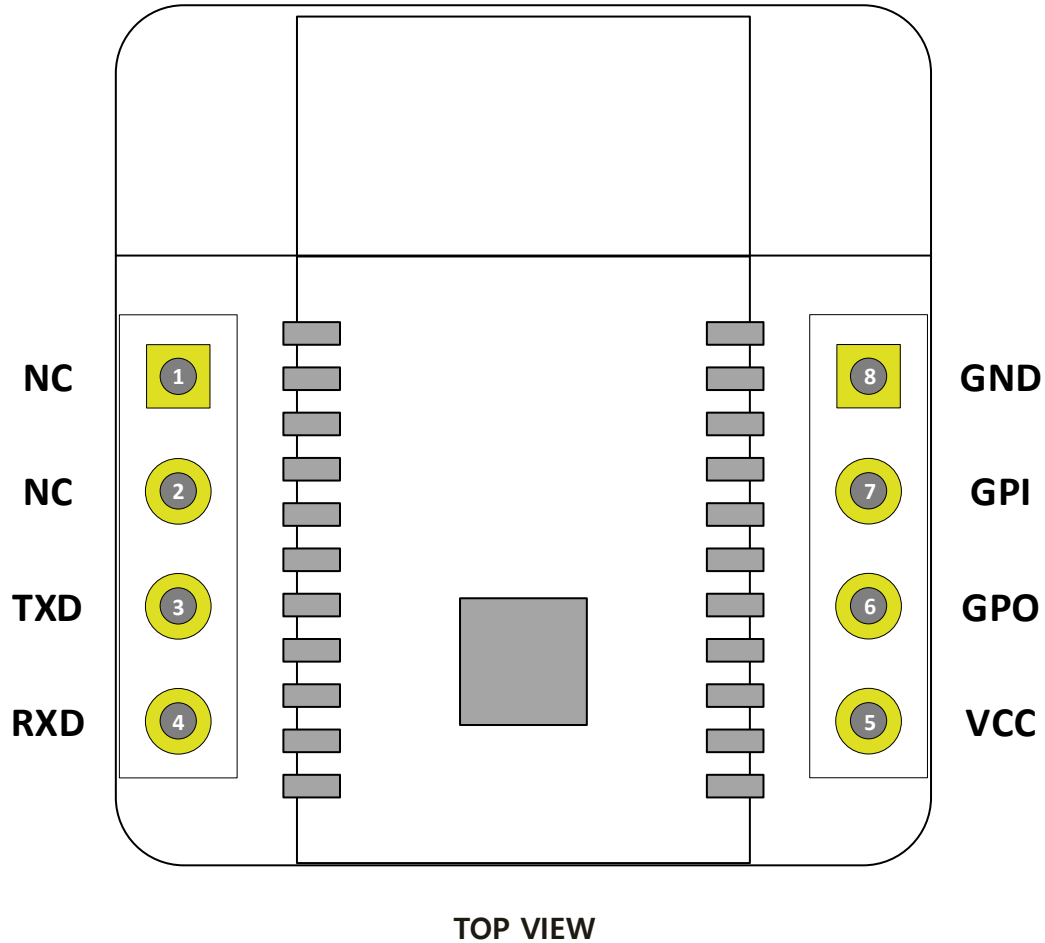 NC 1 8 GND
NC 2 7 GPI
TXD 3 6 GPO
RXD 4 5 VCC
TOP VIEW